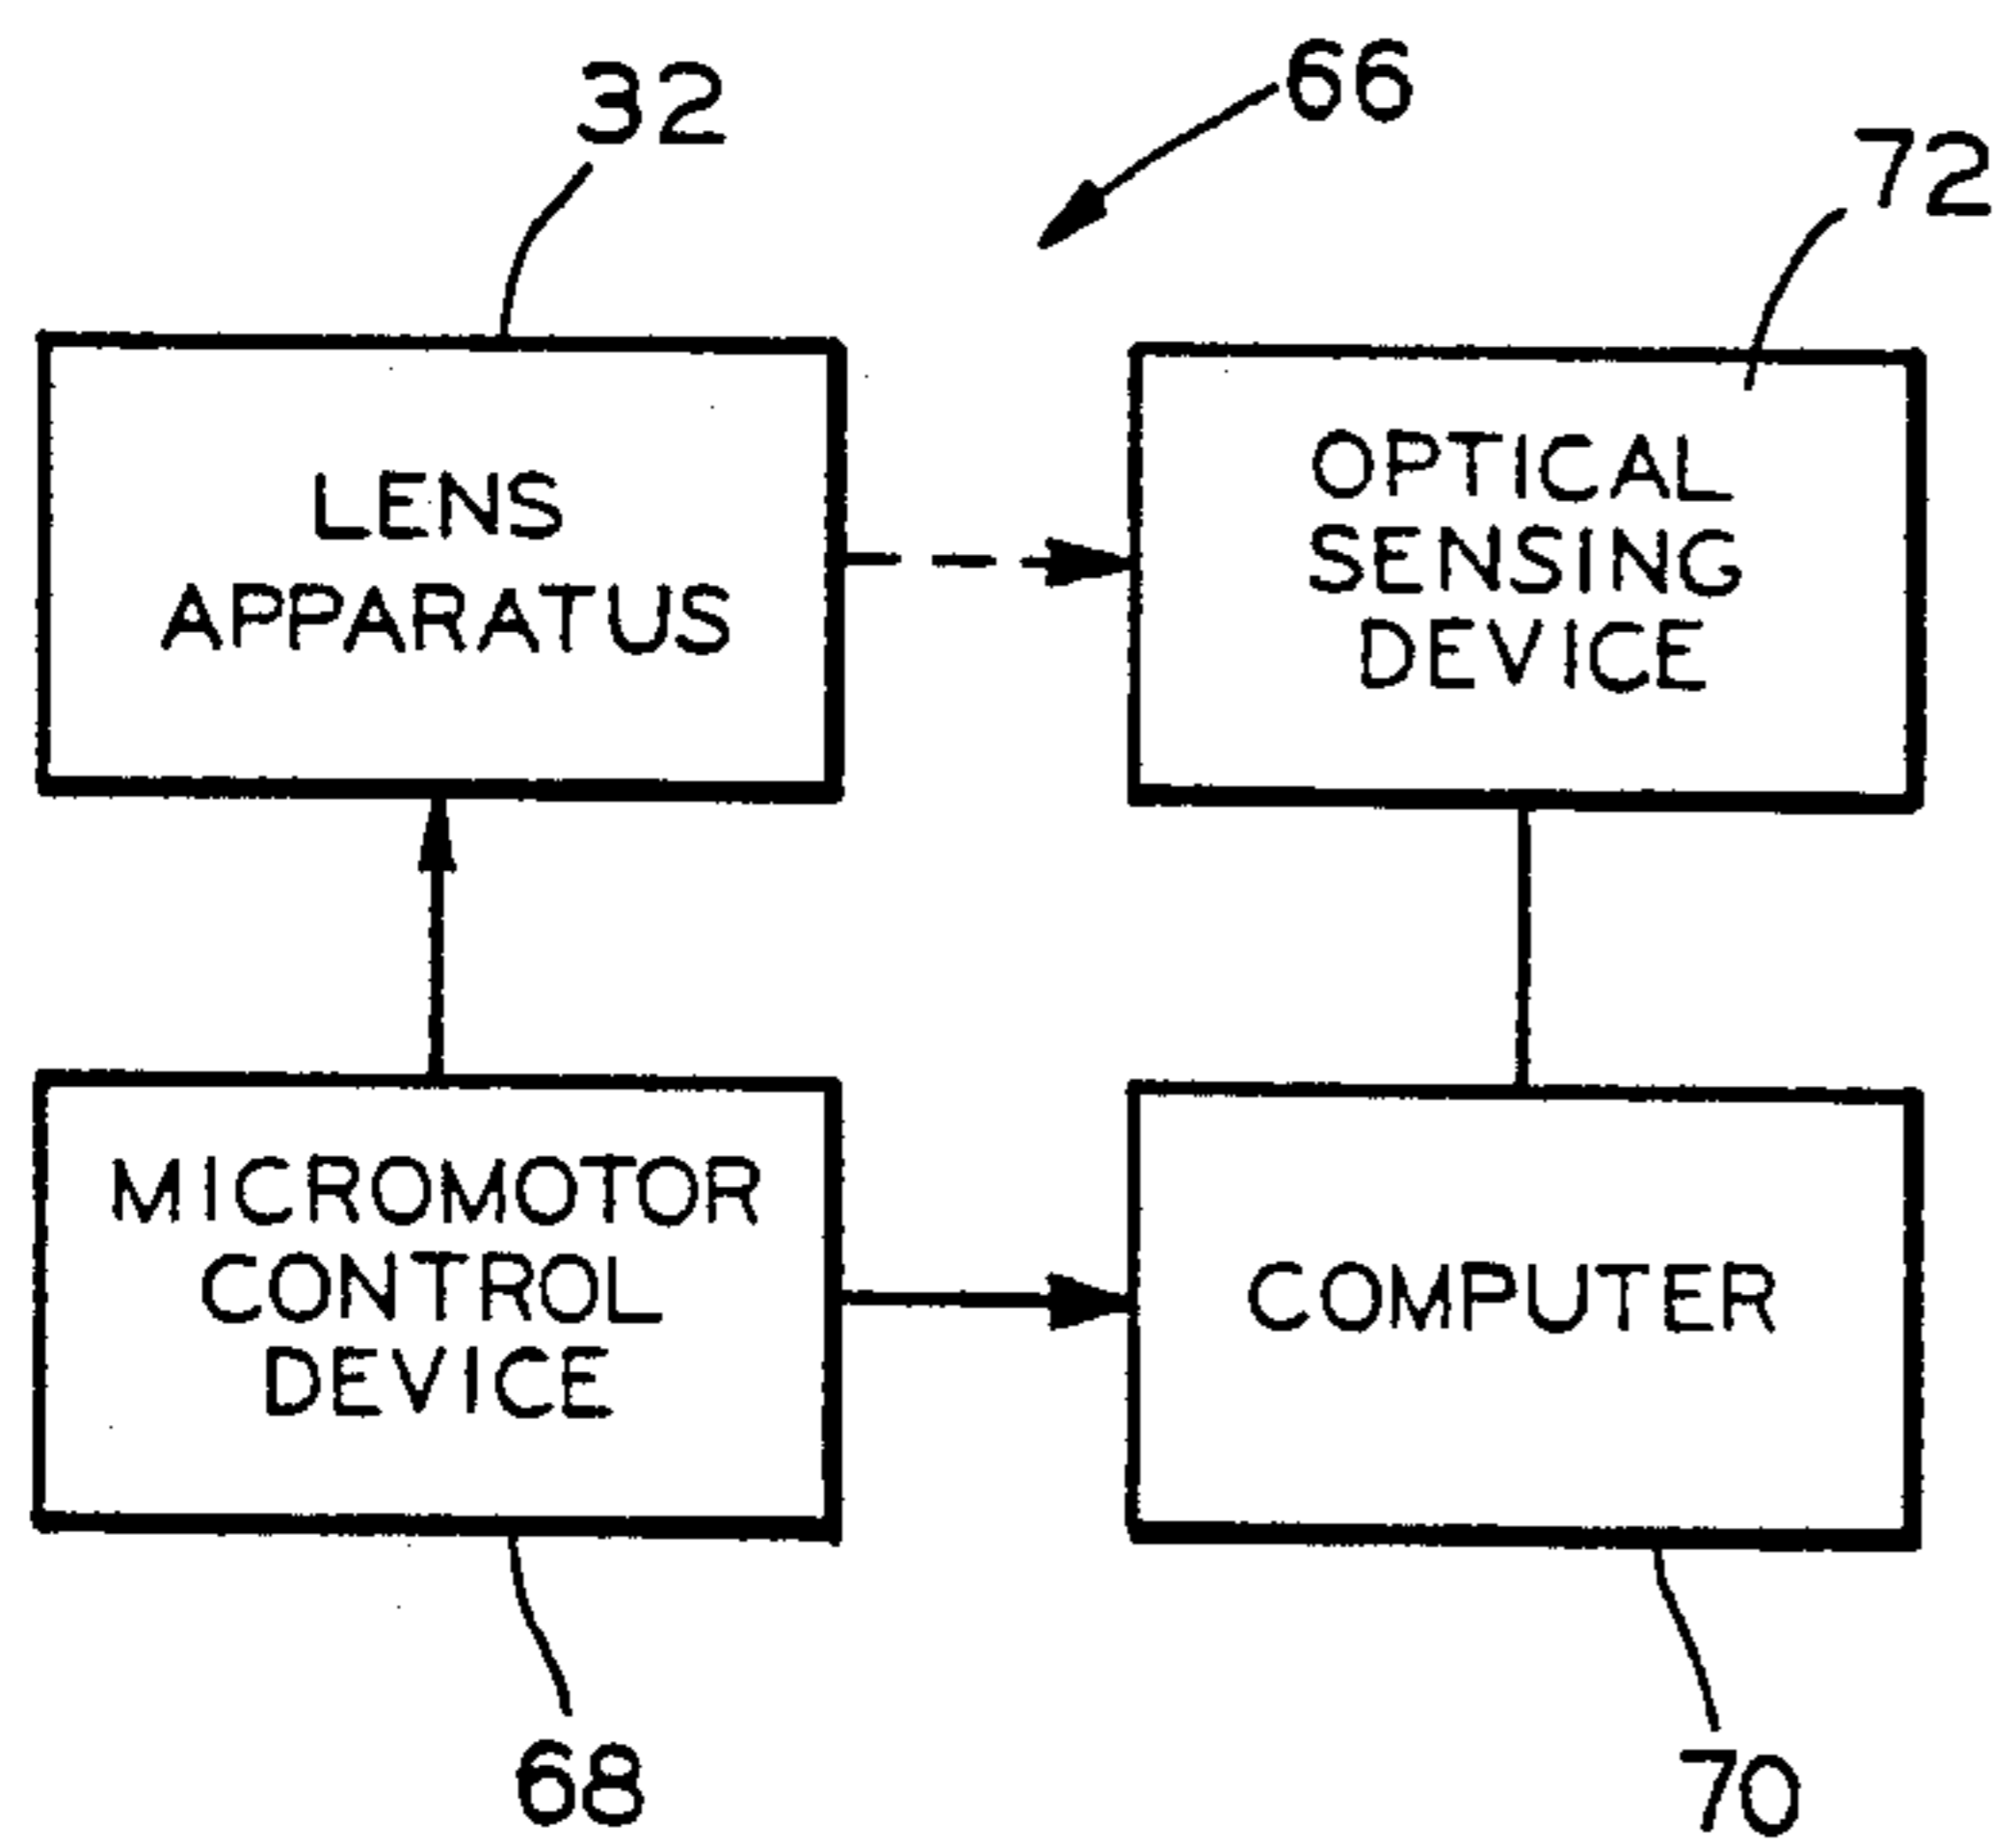 66
32
72
LENS
APPARATUS
OPTICAL
SENSING
DEVICE
MICROMOTOR
CONTROL
DEVICE
COMPUTER
68
70